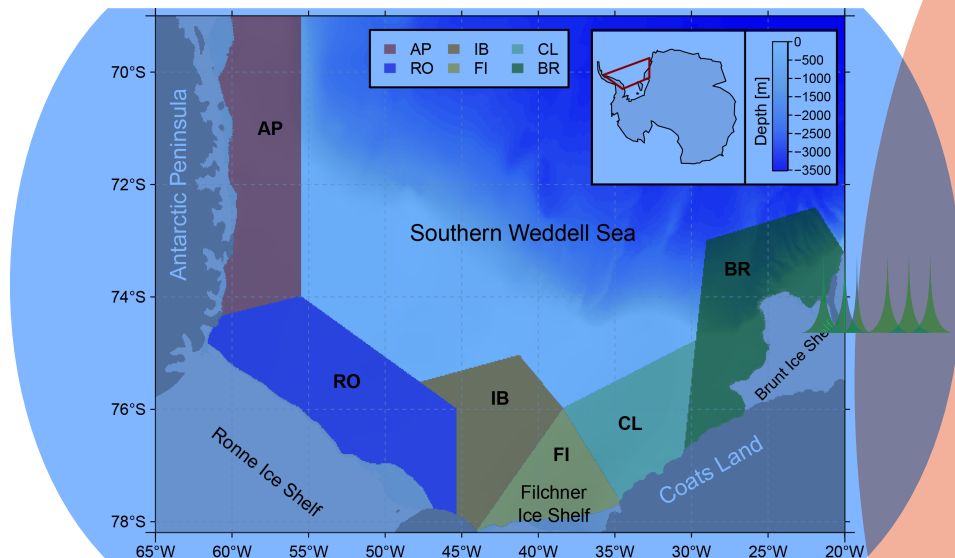 AP IB CL
RO FI BR
0
−500
−1000
−1500
−2000
−2500
−3000
−3500
Depth [m]
70°S
72°S
74°S
76°S
78°S
Antarctic Peninsula
AP
Southern Weddell Sea
BR
RO
IB
CL
FI
Brunt Ice Shelf
Ronne Ice Shelf
Filchner
Ice Shelf
Coats Land
65°W 60°W 55°W 50°W 45°W 40°W 35°W 30°W 25°W 20°W